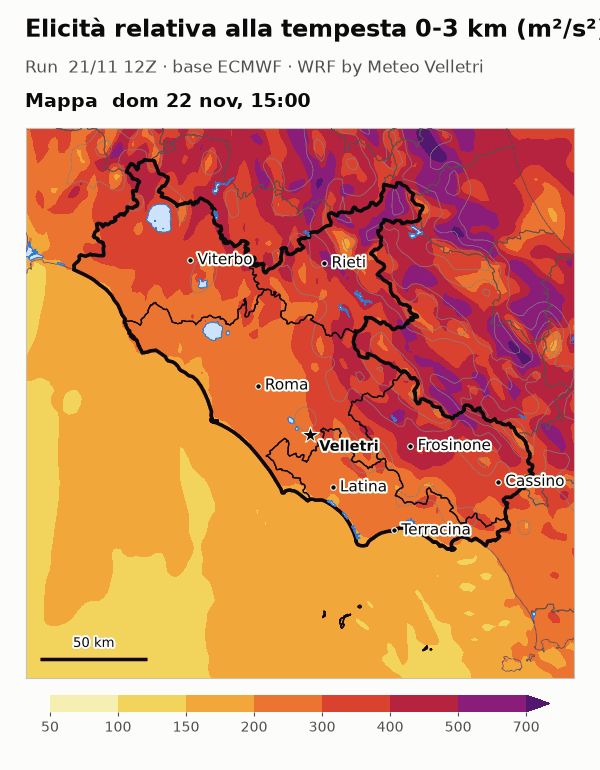 Elicità relativa alla tempesta 0-3 km (m²/s²)
Run 21/11 12Z · base ECMWF · WRF by Meteo Velletri
Mappa dom 22 nov, 15:00
Viterbo
Rieti
Roma
Velletri
Frosinone
Latina
Cassino
Terracina
50 km
50 100 150 200 300 400 500 700